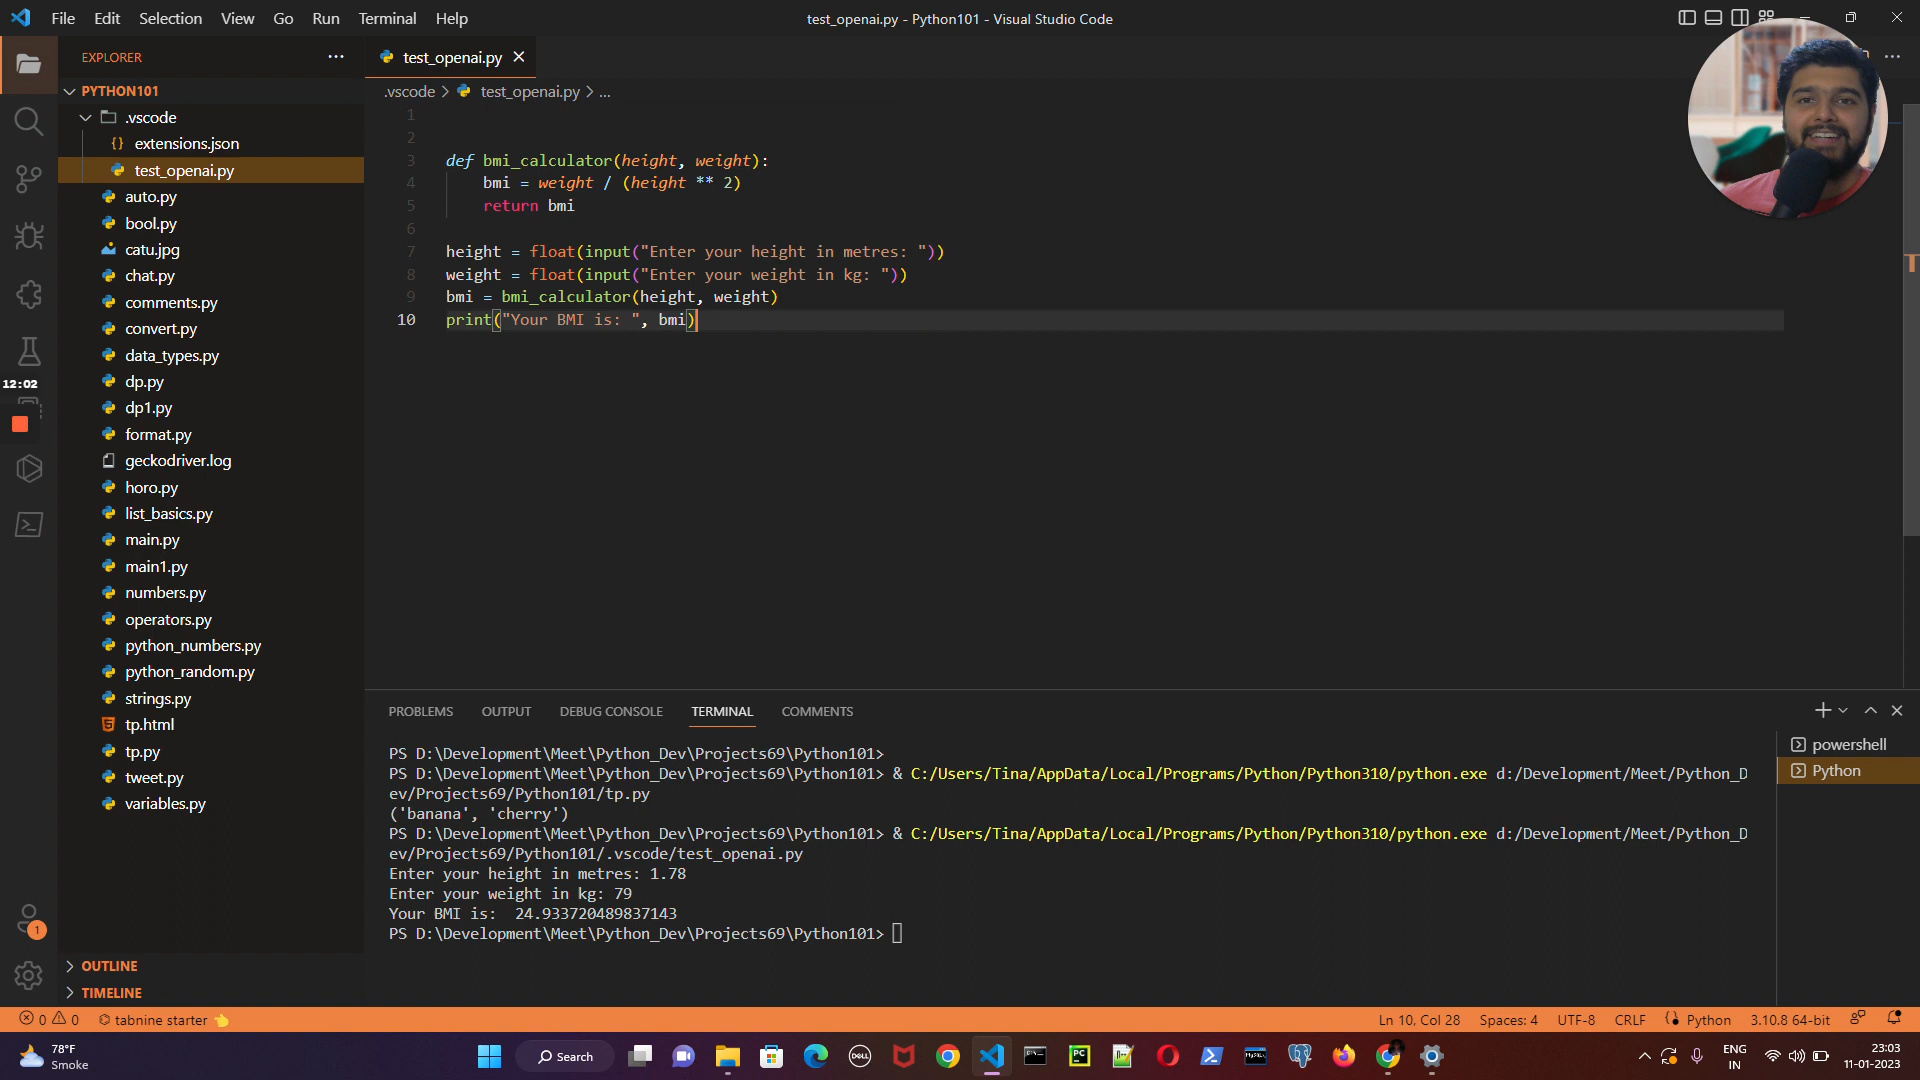 File Edit Selection View Go Run Terminal Help
test_openai.py - Python101 - Visual Studio Code
EXPLORER
PYTHON101
.vscode
extensions.json
test_openai.py
auto.py
bool.py
catu.jpg
chat.py
comments.py
convert.py
data_types.py
dp.py
dp1.py
format.py
geckodriver.log
horo.py
list_basics.py
main.py
main1.py
numbers.py
operators.py
python_numbers.py
python_random.py
strings.py
tp.html
tp.py
tweet.py
variables.py
OUTLINE
TIMELINE
12:02
1
test_openai.py
.vscode > test_openai.py > ...
1
2
3 def bmi_calculator(height, weight):
4 bmi = weight / (height ** 2)
5 return bmi
6
7 height = float(input("Enter your height in metres: "))
8 weight = float(input("Enter your weight in kg: "))
9 bmi = bmi_calculator(height, weight)
10 print("Your BMI is: ", bmi)
PROBLEMS OUTPUT DEBUG CONSOLE TERMINAL COMMENTS
PS D:\Development\Meet\Python_Dev\Projects69\Python101>
PS D:\Development\Meet\Python_Dev\Projects69\Python101> & C:/Users/Tina/AppData/Local/Programs/Python/Python310/python.exe d:/Development/Meet/Python_D
ev/Projects69/Python101/tp.py
('banana', 'cherry')
PS D:\Development\Meet\Python_Dev\Projects69\Python101> & C:/Users/Tina/AppData/Local/Programs/Python/Python310/python.exe d:/Development/Meet/Python_D
ev/Projects69/Python101/.vscode/test_openai.py
Enter your height in metres: 1.78
Enter your weight in kg: 79
Your BMI is:  24.933720489837143
PS D:\Development\Meet\Python_Dev\Projects69\Python101>
powershell
Python
0 0 tabnine starter
Ln 10, Col 28 Spaces: 4 UTF-8 CRLF Python 3.10.8 64-bit
78°F
Smoke
Search
DELL
PC
MySQL
ENG
IN
23:03
11-01-2023